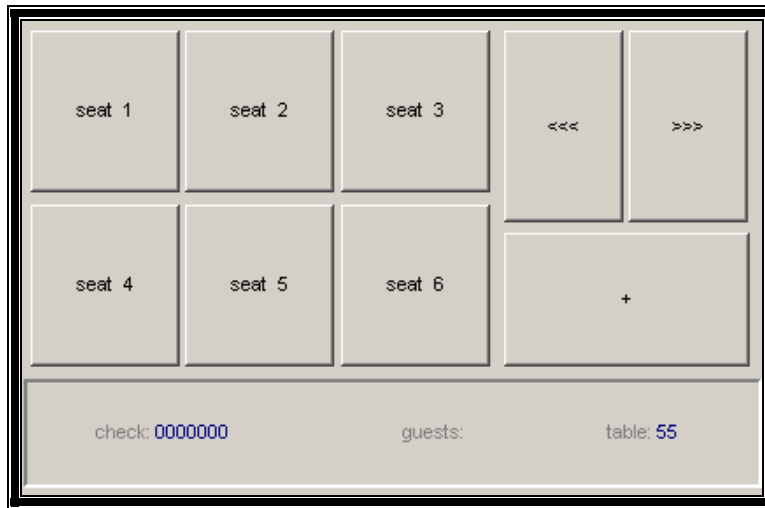 seat 1 seat 2 seat 3 <<< >>>
seat 4 seat 5 seat 6 +
check: 0000000 guests: table: 55